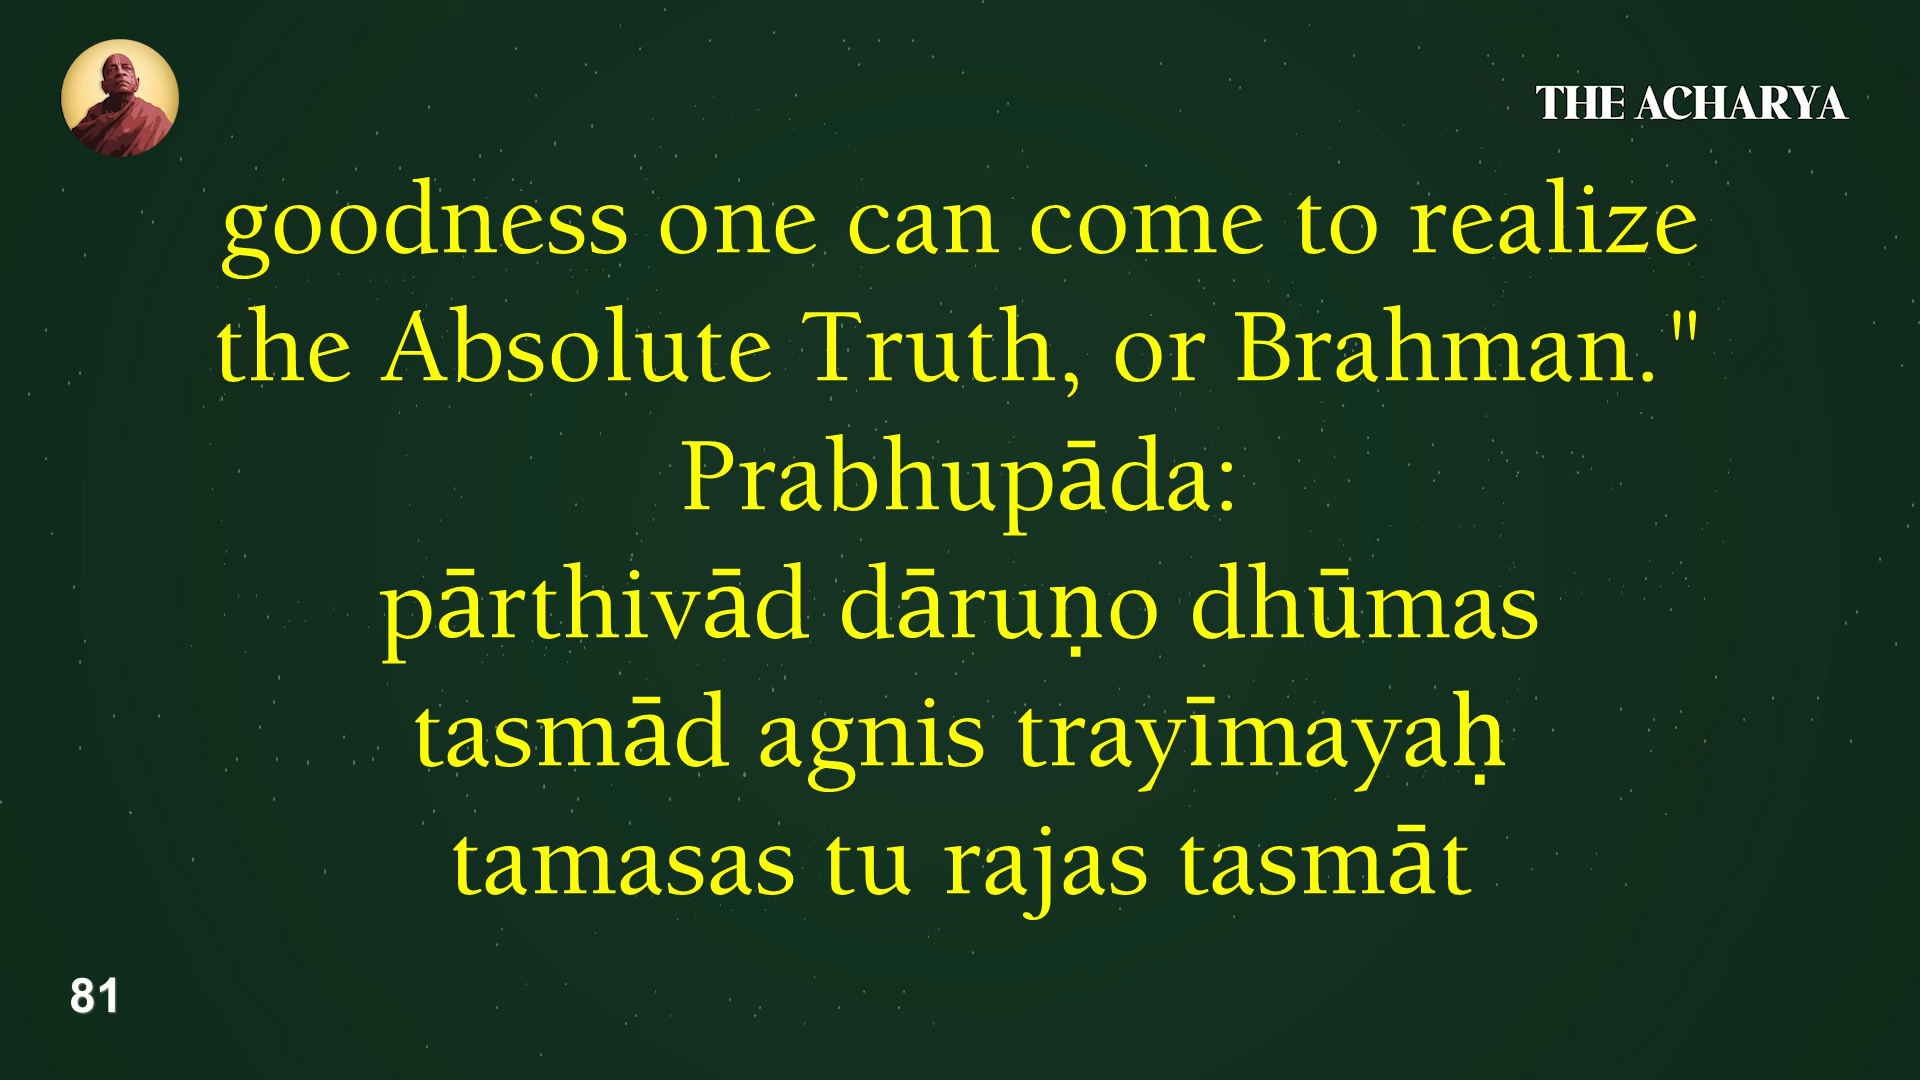 THE ACHARYA
goodness one can come to realize
the Absolute Truth, or Brahman."
Prabhupāda:
pārthivād dāruṇo dhūmas
tasmād agnis trayīmayaḥ
tamasas tu rajas tasmāt
81